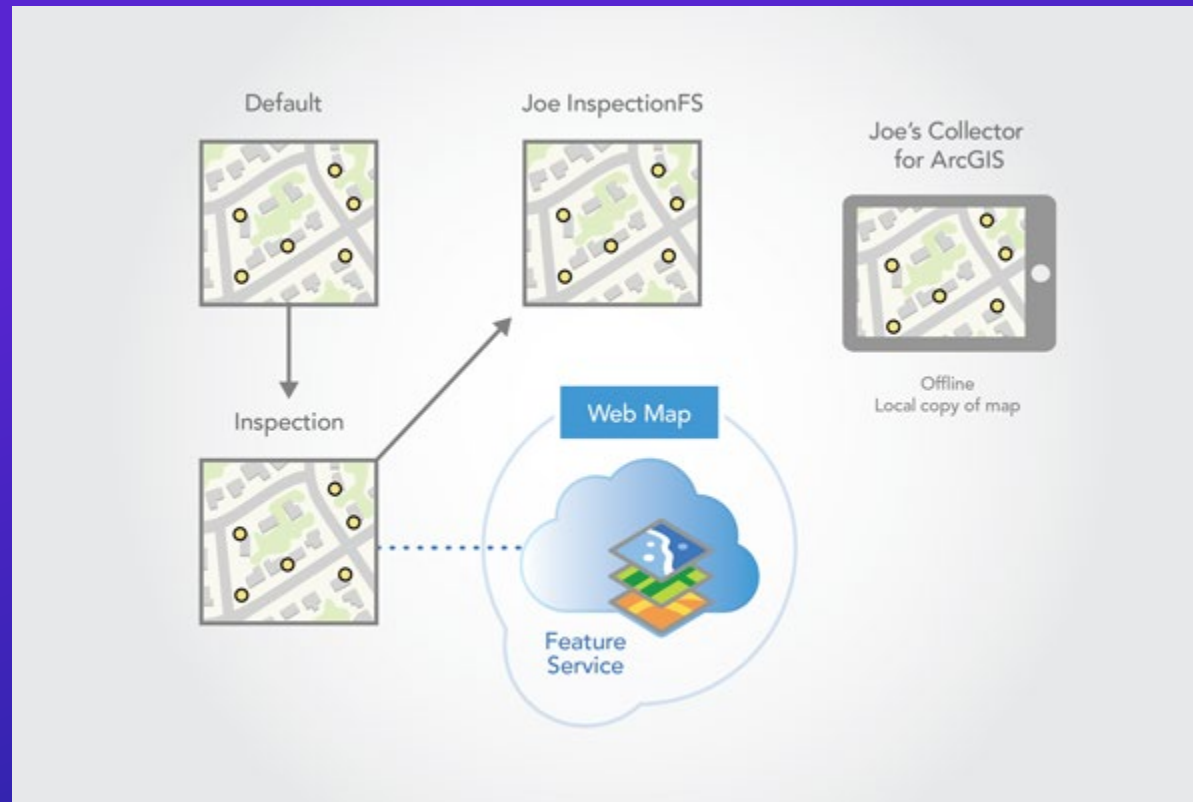 Default
Joe InspectionFS
Joe's Collector
for ArcGIS
Offline
Local copy of map
Inspection
Web Map
Feature
Service